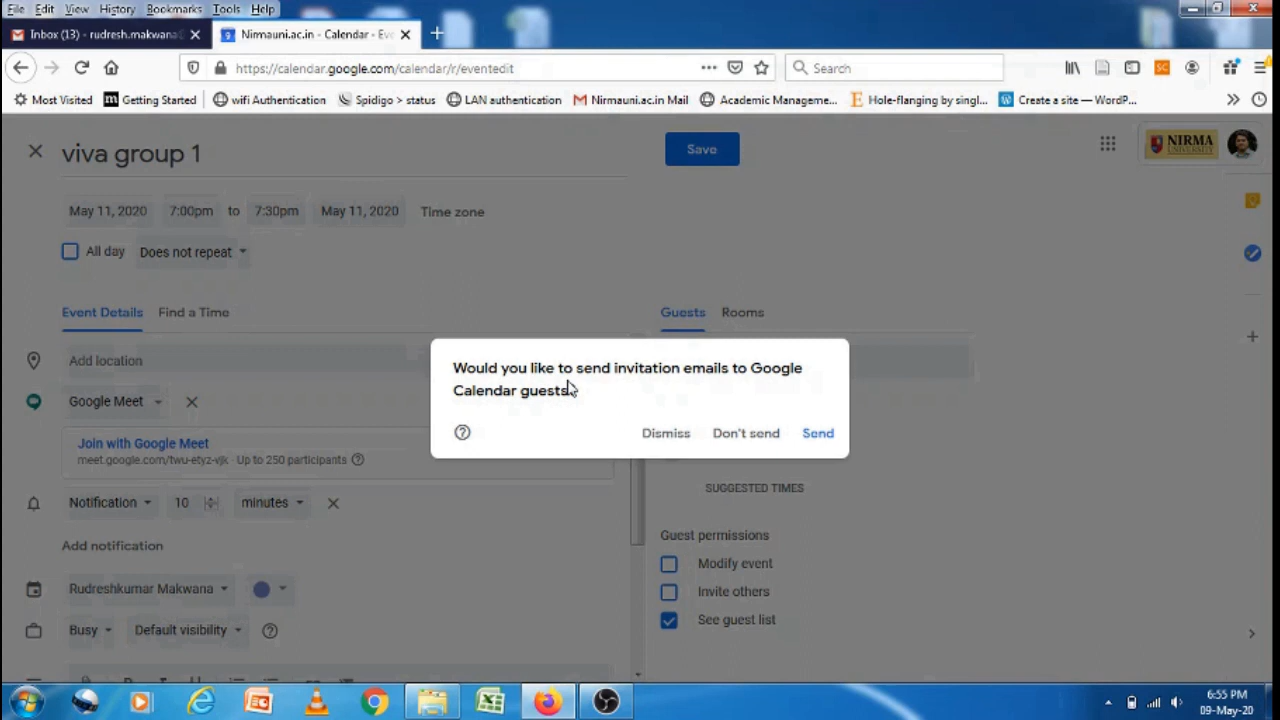 File Edit View History Bookmarks Tools Help
Inbox (13) - rudresh.makwana
Nirmauni.ac.in - Calendar - Eve
https://calendar.google.com/calendar/r/eventedit
Search
Most Visited Getting Started wifi Authentication Spidigo > status LAN authentication Nirmauni.ac.in Mail Academic Manageme... Hole-flanging by singl... Create a site — WordP...
viva group 1
Save
NIRMA
UNIVERSITY
May 11, 2020 7:00pm to 7:30pm May 11, 2020 Time zone
All day Does not repeat
Event Details Find a Time
Guests Rooms
Add location
Would you like to send invitation emails to Google
Calendar guests
Dismiss Don't send Send
Google Meet
Join with Google Meet
meet.google.com/twu-etyz-vjk · Up to 250 participants
Notification 10 minutes
Add notification
Rudreshkumar Makwana
Busy Default visibility
SUGGESTED TIMES
Guest permissions
Modify event
Invite others
See guest list
6:55 PM
09-May-20